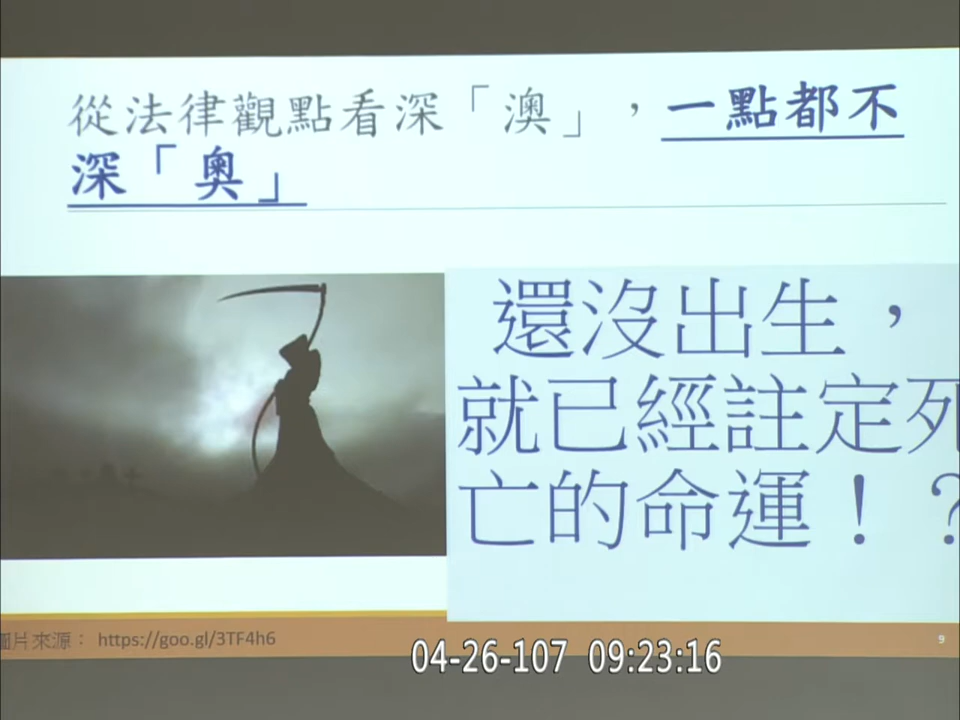 從法律觀點看深「澳」，一點都不
深「奧」
還沒出生，
就已經註定死
亡的命運！？
圖片來源： https://goo.gl/3TF4h6
04-26-107 09:23:16
9